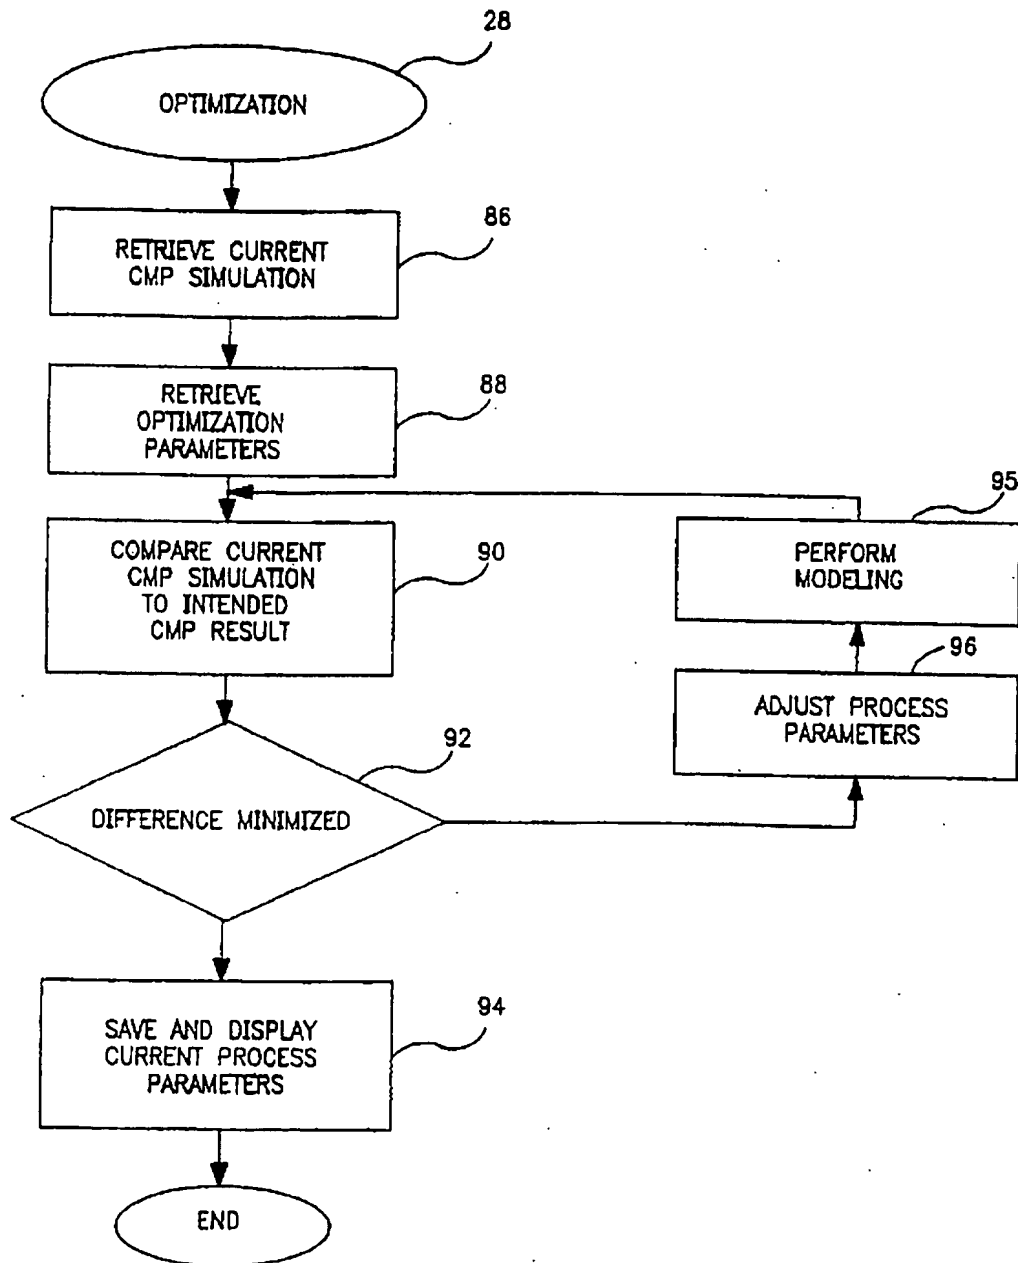 28
OPTIMIZATION
RETRIEVE CURRENT
CMP SIMULATION
86
RETRIEVE
OPTIMIZATION
PARAMETERS
88
COMPARE CURRENT
CMP SIMULATION
TO INTENDED
CMP RESULT
90
PERFORM
MODELING
95
ADJUST PROCESS
PARAMETERS
96
DIFFERENCE MINIMIZED
92
SAVE AND DISPLAY
CURRENT PROCESS
PARAMETERS
94
END